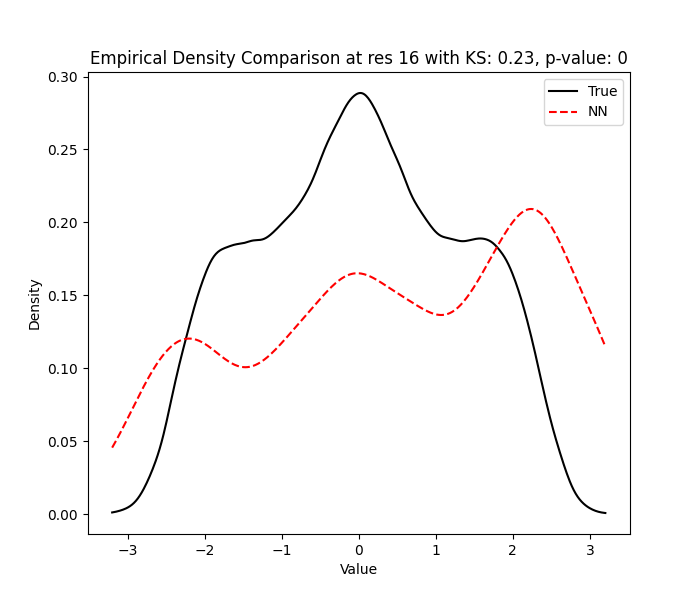 Empirical Density Comparison at res 16 with KS: 0.23, p-value: 0
True
NN
0.30
0.25
0.20
0.15
0.10
0.05
0.00
Density
−3
−2
−1
0
1
2
3
Value